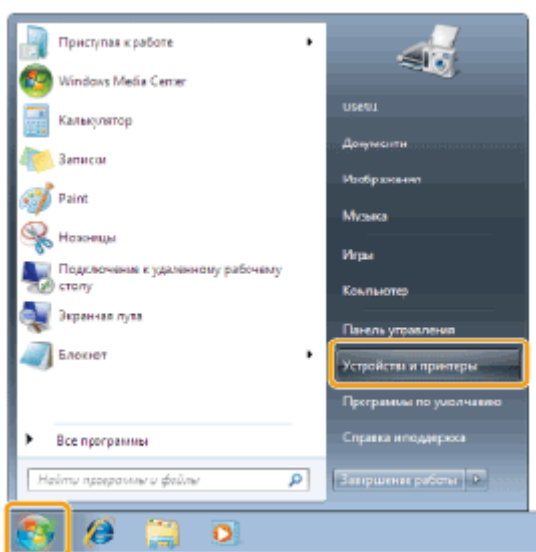 Приступая к работе
Windows Media Center
Калькулятор
Записки
Paint
Ножницы
Подключение к удаленному рабочему
столу
Экранная лупа
Блокнот
Все программы
Найти программы и файлы
Документы
Изображения
Музыка
Игры
Компьютер
Панель управления
Устройства и принтеры
Программы по умолчанию
Справка и поддержка
Завершение работы